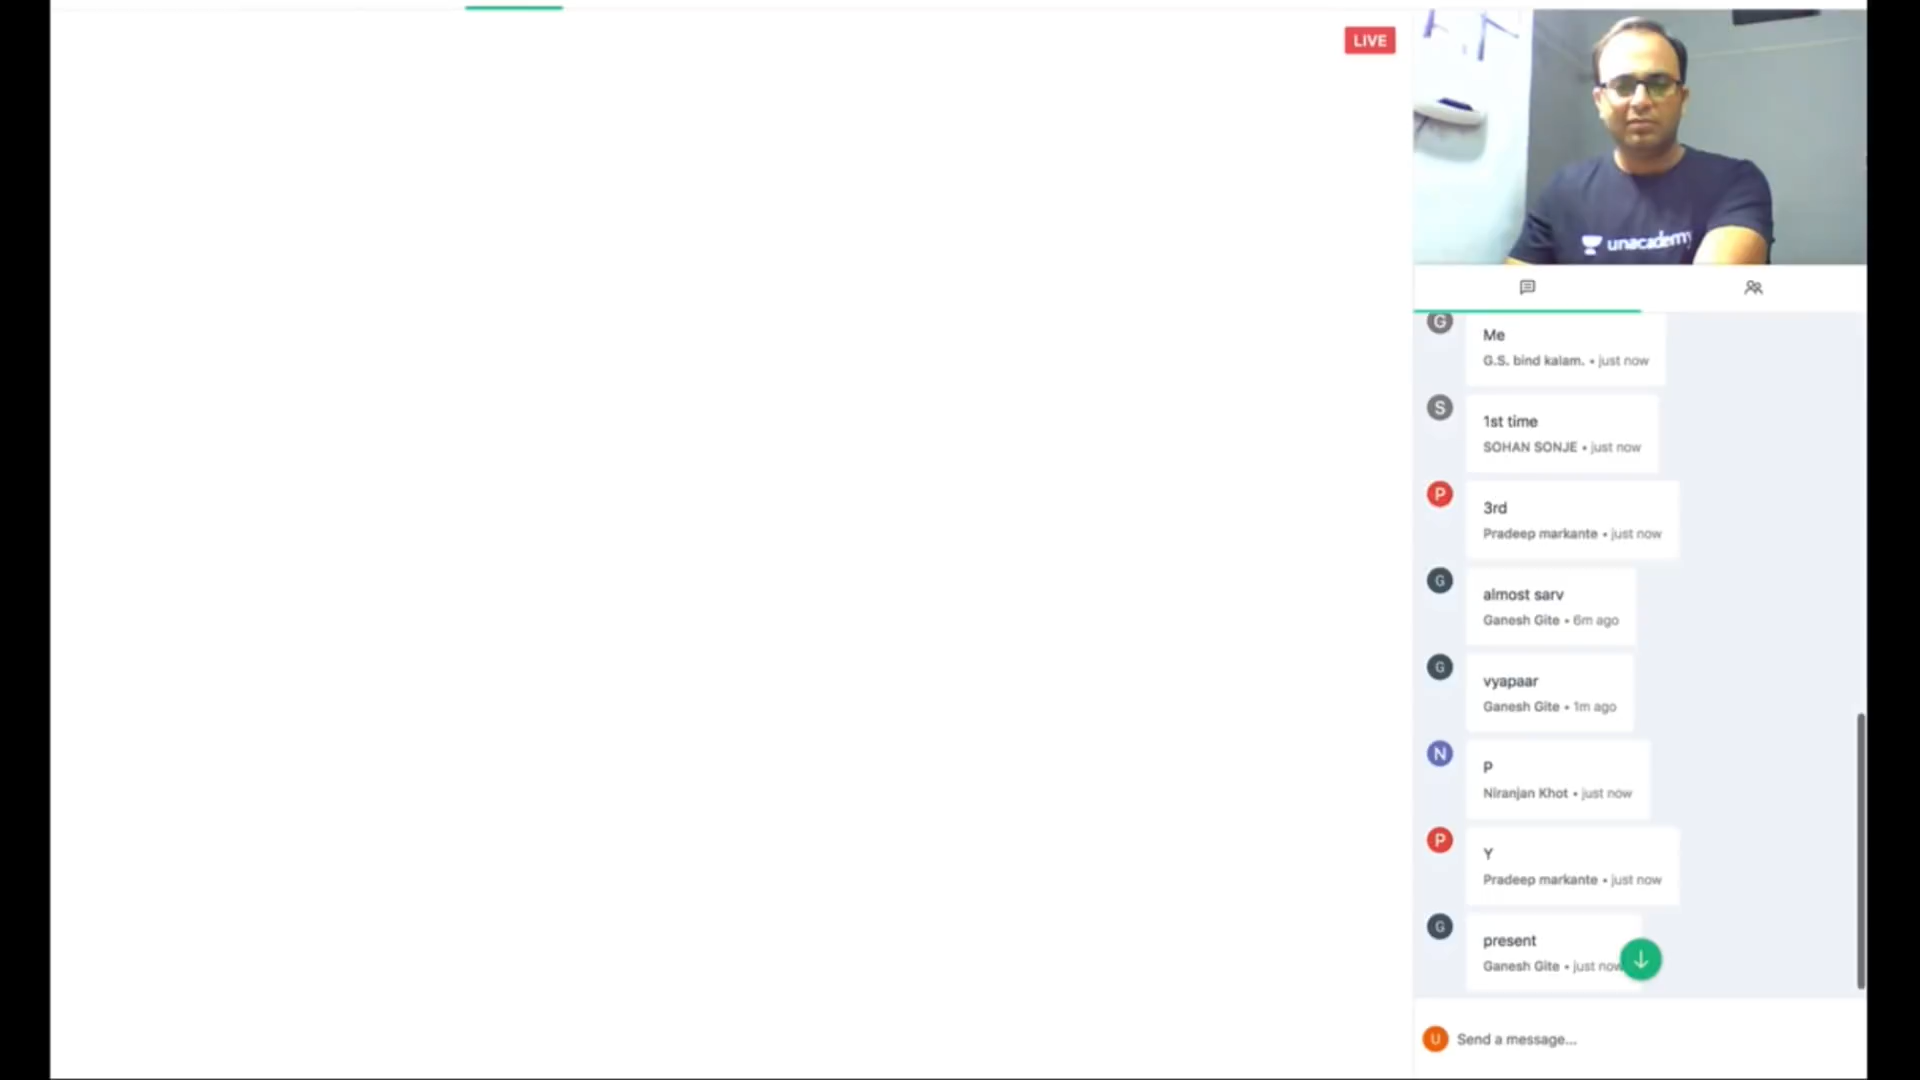 LIVE
unacademy
G
Me
G.S. bind kalam. • just now
S
1st time
SOHAN SONJE • just now
P
3rd
Pradeep markante • just now
G
almost sarv
Ganesh Gite • 6m ago
G
vyapaar
Ganesh Gite • 1m ago
N
P
Niranjan Khot • just now
P
Y
Pradeep markante • just now
G
present
Ganesh Gite • just now
U
Send a message...